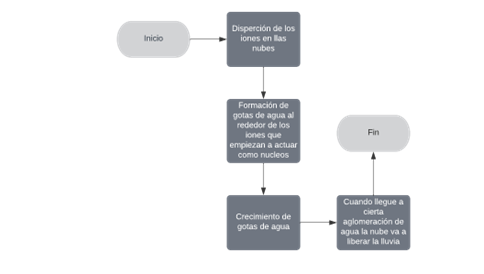 Inicio
Disperción de los
iones en llas
nubes
Formación de
gotas de agua al
rededor de los
iones que
empiezan a actuar
como nucleos
Crecimiento de
gotas de agua
Cuando llegue a
cierta
aglomeración de
agua la nube va a
liberar la lluvia
Fin